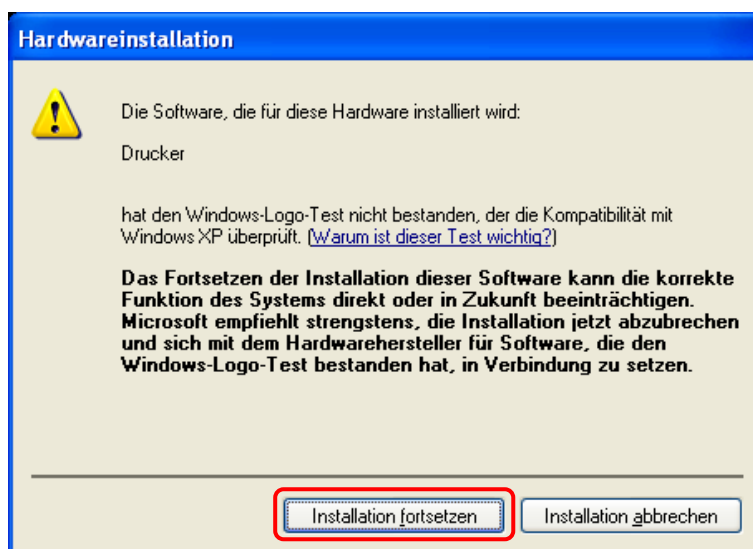 Hardwareinstallation
Die Software, die für diese Hardware installiert wird:
Drucker
hat den Windows-Logo-Test nicht bestanden, der die Kompatibilität mit
Windows XP überprüft. (Warum ist dieser Test wichtig?)
Das Fortsetzen der Installation dieser Software kann die korrekte
Funktion des Systems direkt oder in Zukunft beeinträchtigen.
Microsoft empfiehlt strengstens, die Installation jetzt abzubrechen
und sich mit dem Hardwarehersteller für Software, die den
Windows-Logo-Test bestanden hat, in Verbindung zu setzen.
Installation fortsetzen Installation abbrechen